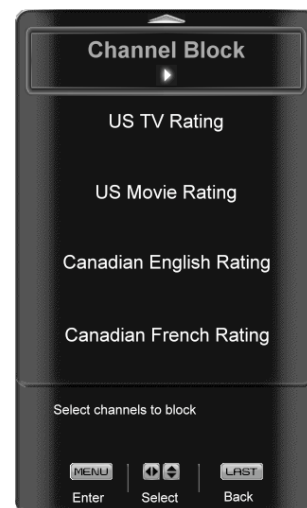 Channel Block
US TV Rating
US Movie Rating
Canadian English Rating
Canadian French Rating
Select channels to block
MENU LAST
Enter Select Back